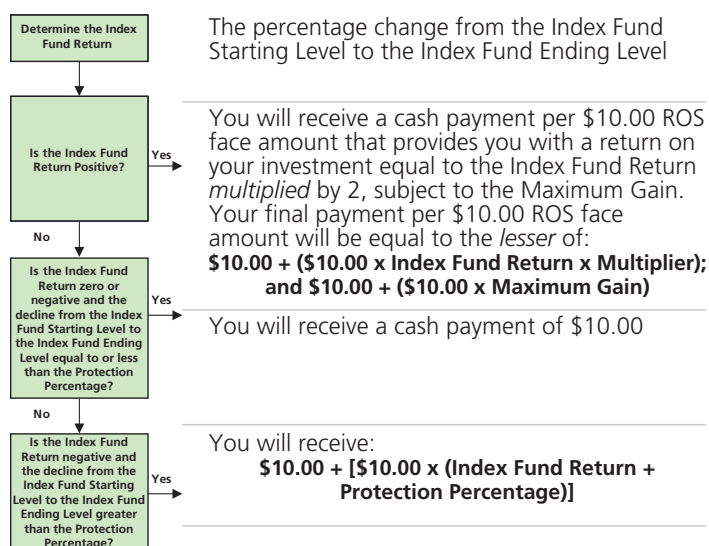 Determine the Index
Fund Return
The percentage change from the Index Fund
Starting Level to the Index Fund Ending Level
Is the Index Fund
Return Positive?
Yes
You will receive a cash payment per $10.00 ROS
face amount that provides you with a return on
your investment equal to the Index Fund Return
multiplied by 2, subject to the Maximum Gain.
Your final payment per $10.00 ROS face
amount will be equal to the lesser of:
$10.00 + ($10.00 x Index Fund Return x Multiplier);
and $10.00 + ($10.00 x Maximum Gain)
No
Is the Index Fund
Return zero or
negative and the
decline from the Index
Fund Starting Level to
the Index Fund Ending
Level equal to or less
than the Protection
Percentage?
Yes
You will receive a cash payment of $10.00
No
Is the Index Fund
Return negative and
the decline from the
Index Fund Starting
Level to the Index Fund
Ending Level greater
than the Protection
Percentage?
Yes
You will receive:
$10.00 + [$10.00 x (Index Fund Return +
Protection Percentage)]